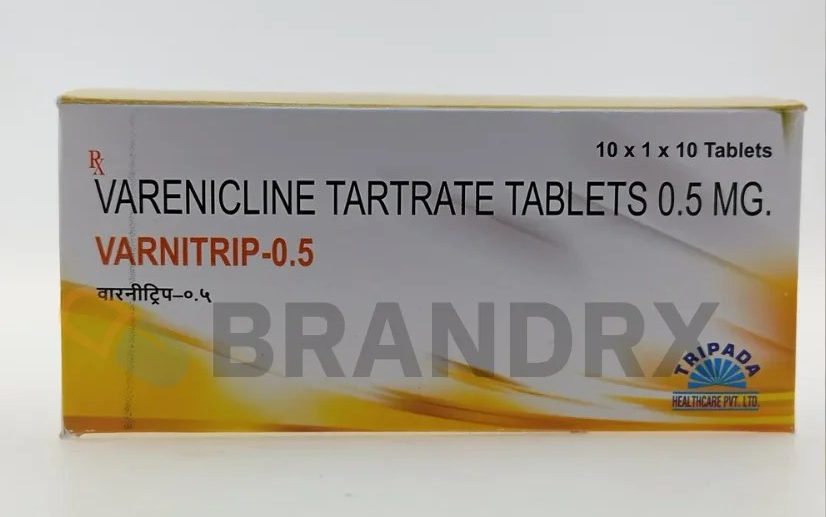 10 x 1 x 10 Tablets
Rx
VARENICLINE TARTRATE TABLETS 0.5 MG.
VARNITRIP-0.5
वारनीट्रिप–०.५
BRANDRX
TRIPADA
HEALTHCARE PVT. LTD.